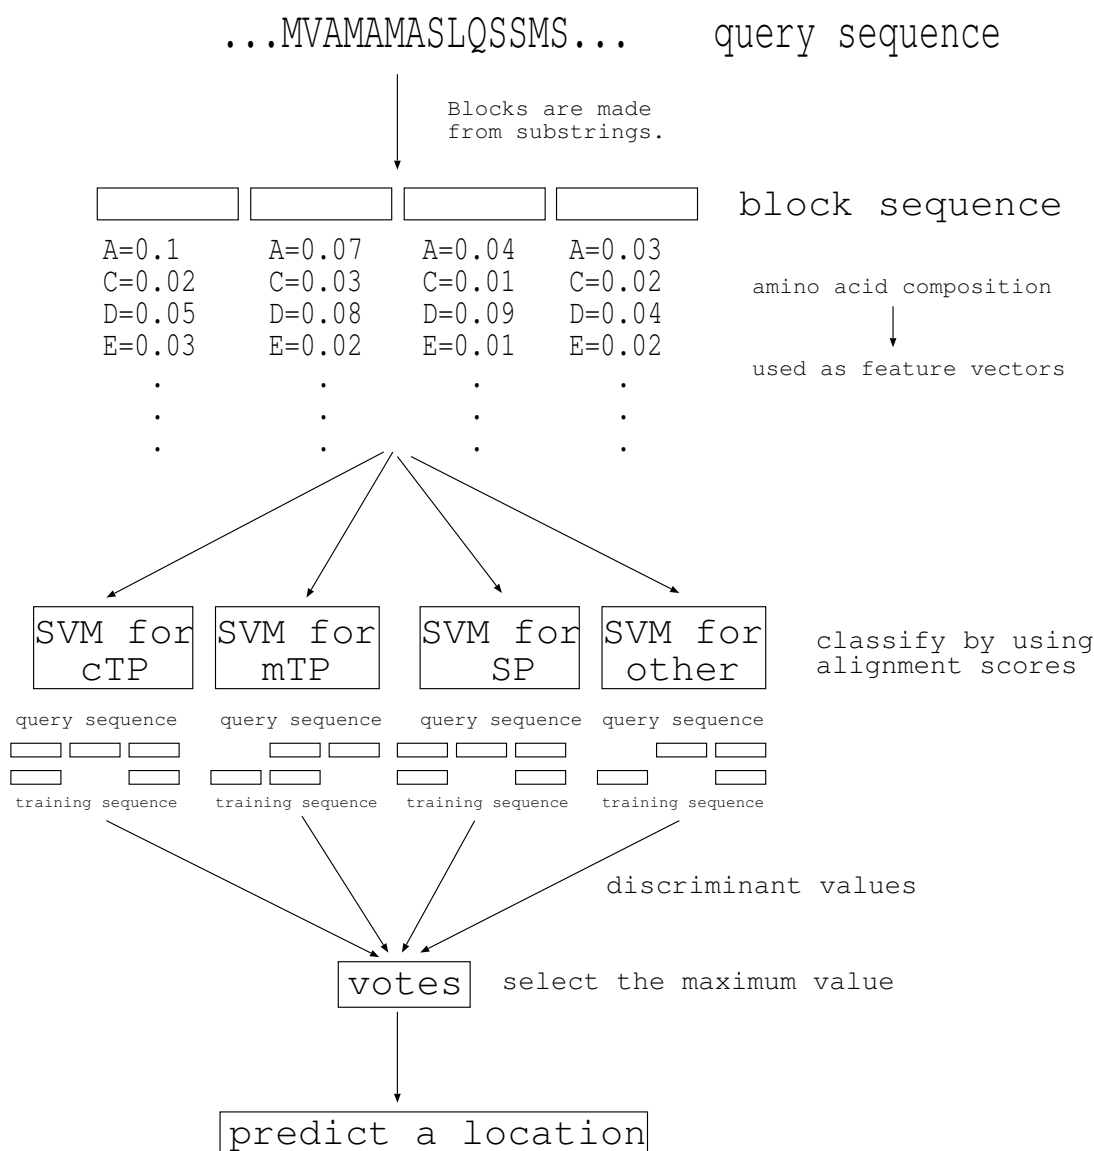 ...MVAMAMASLQSSMS... query sequence
Blocks are made
from substrings.
block sequence
A=0.1 A=0.07 A=0.04 A=0.03
C=0.02 C=0.03 C=0.01 C=0.02
D=0.05 D=0.08 D=0.09 D=0.04
E=0.03 E=0.02 E=0.01 E=0.02
. . . .
. . . .
. . . .
amino acid composition
used as feature vectors
SVM for
cTP
SVM for
mTP
SVM for
SP
SVM for
other
classify by using
alignment scores
query sequence query sequence query sequence query sequence
training sequence training sequence training sequence training sequence
discriminant values
votes
select the maximum value
predict a location